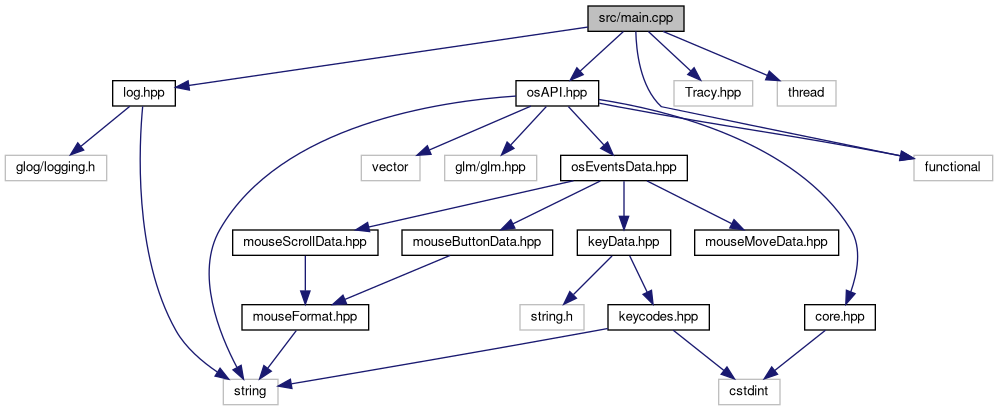 src/main.cpp
log.hpp
osAPI.hpp
Tracy.hpp
thread
glog/logging.h
vector
glm/glm.hpp
osEventsData.hpp
functional
mouseScrollData.hpp
mouseButtonData.hpp
keyData.hpp
mouseMoveData.hpp
mouseFormat.hpp
string.h
keycodes.hpp
core.hpp
string
cstdint